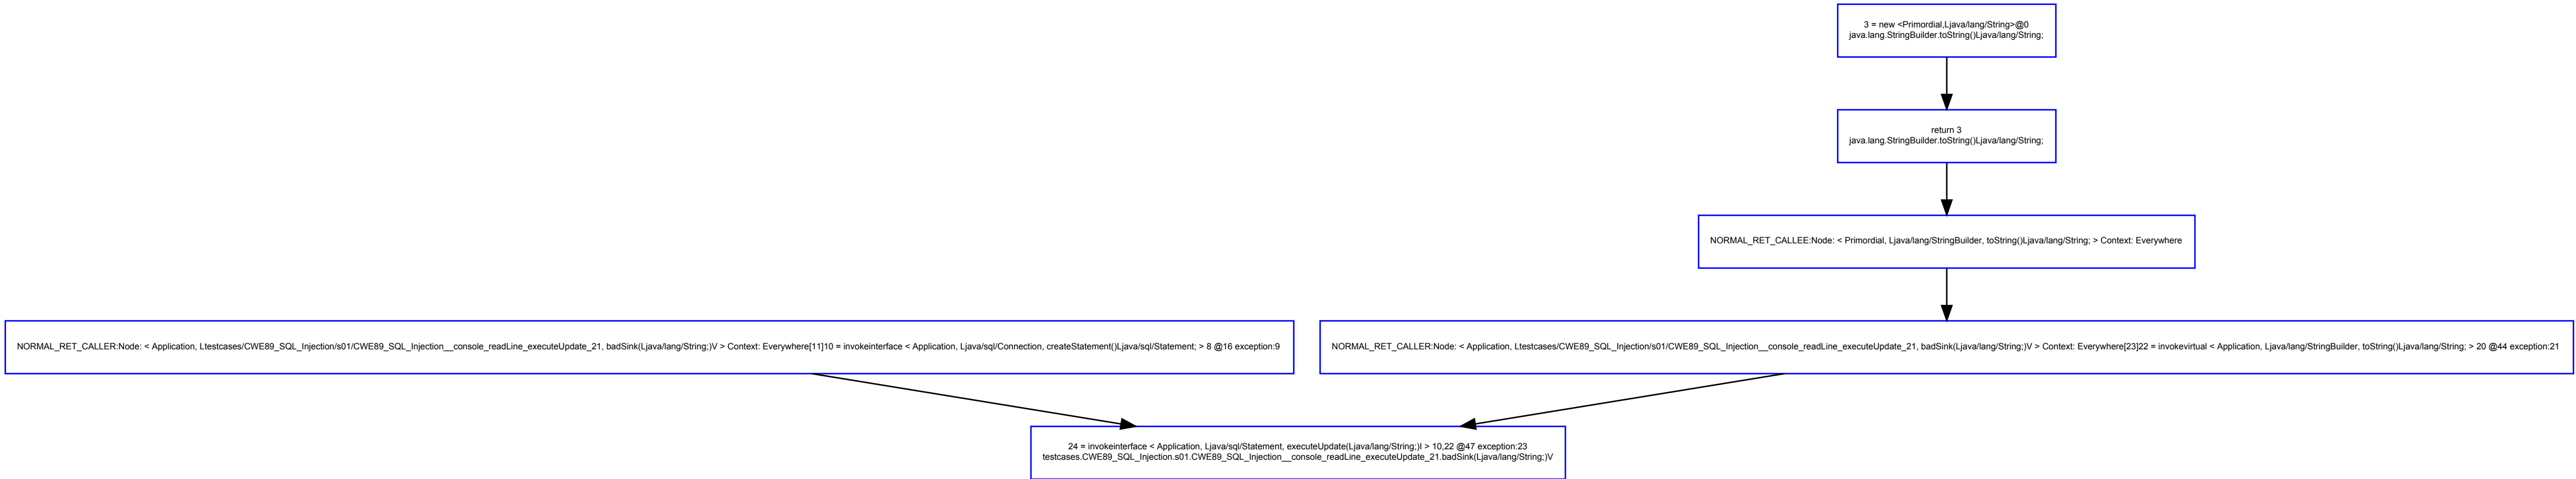 3 = new <Primordial,Ljava/lang/String>@0
java.lang.StringBuilder.toString()Ljava/lang/String;
return 3
java.lang.StringBuilder.toString()Ljava/lang/String;
NORMAL_RET_CALLEE:Node: < Primordial, Ljava/lang/StringBuilder, toString()Ljava/lang/String; > Context: Everywhere
NORMAL_RET_CALLER:Node: < Application, Ltestcases/CWE89_SQL_Injection/s01/CWE89_SQL_Injection__console_readLine_executeUpdate_21, badSink(Ljava/lang/String;)V > Context: Everywhere[11]10 = invokeinterface < Application, Ljava/sql/Connection, createStatement()Ljava/sql/Statement; > 8 @16 exception:9
NORMAL_RET_CALLER:Node: < Application, Ltestcases/CWE89_SQL_Injection/s01/CWE89_SQL_Injection__console_readLine_executeUpdate_21, badSink(Ljava/lang/String;)V > Context: Everywhere[23]22 = invokevirtual < Application, Ljava/lang/StringBuilder, toString()Ljava/lang/String; > 20 @44 exception:21
24 = invokeinterface < Application, Ljava/sql/Statement, executeUpdate(Ljava/lang/String;)I > 10,22 @47 exception:23
testcases.CWE89_SQL_Injection.s01.CWE89_SQL_Injection__console_readLine_executeUpdate_21.badSink(Ljava/lang/String;)V